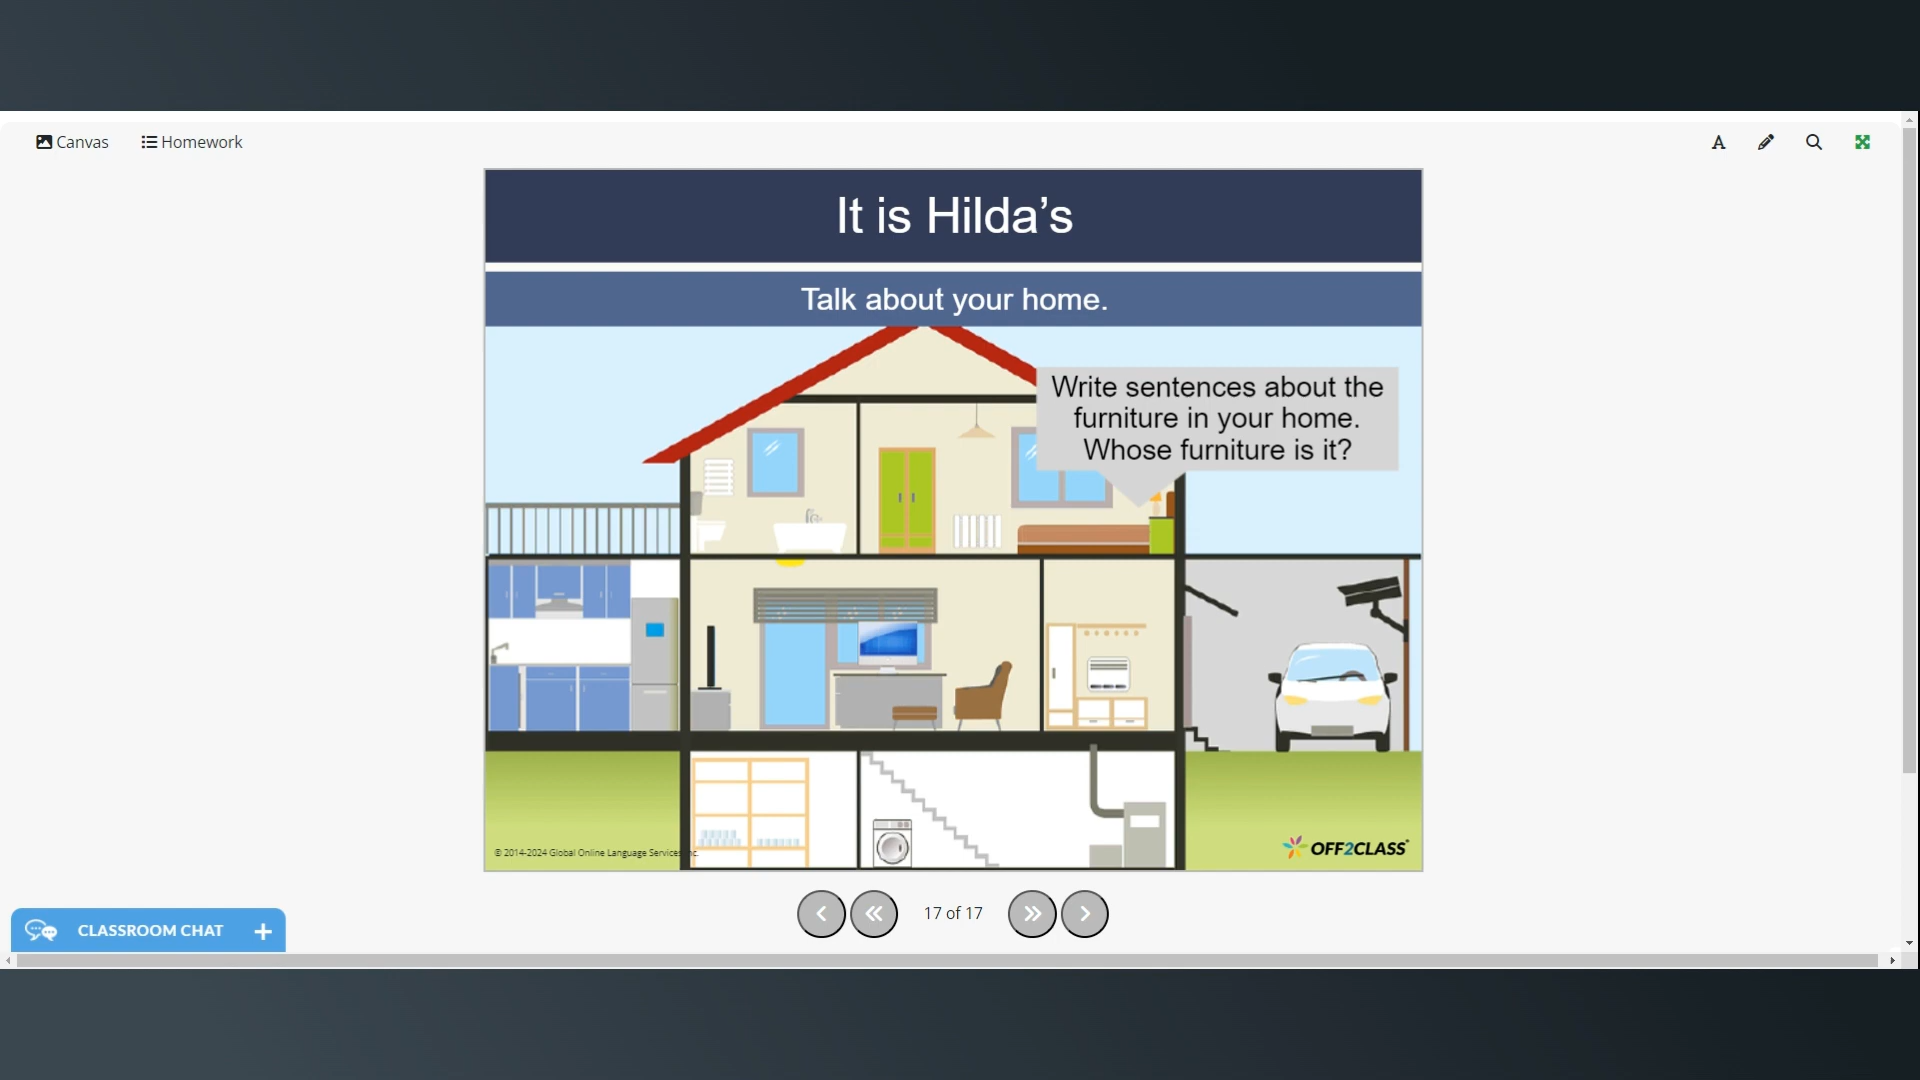 Canvas
Homework
A
It is Hilda’s
Talk about your home.
Write sentences about the
furniture in your home.
Whose furniture is it?
© 2014-2024 Global Online Language Services Inc.
OFF2CLASS
17 of 17
CLASSROOM CHAT +